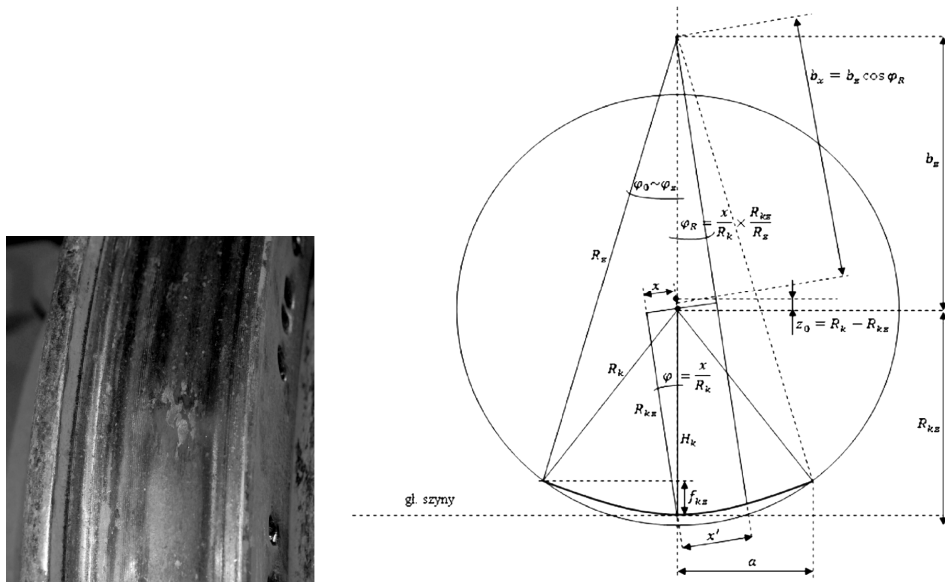 b_x = b_z cos φ_R
b_z
φ_0~φ_z
φ_R = x/R_k × R_kz/R_z
R_z
x
z_0 = R_k − R_kz
R_k
φ = x/R_k
R_kz
R_kz
H_k
f_kz
gł. szyny
x'
a